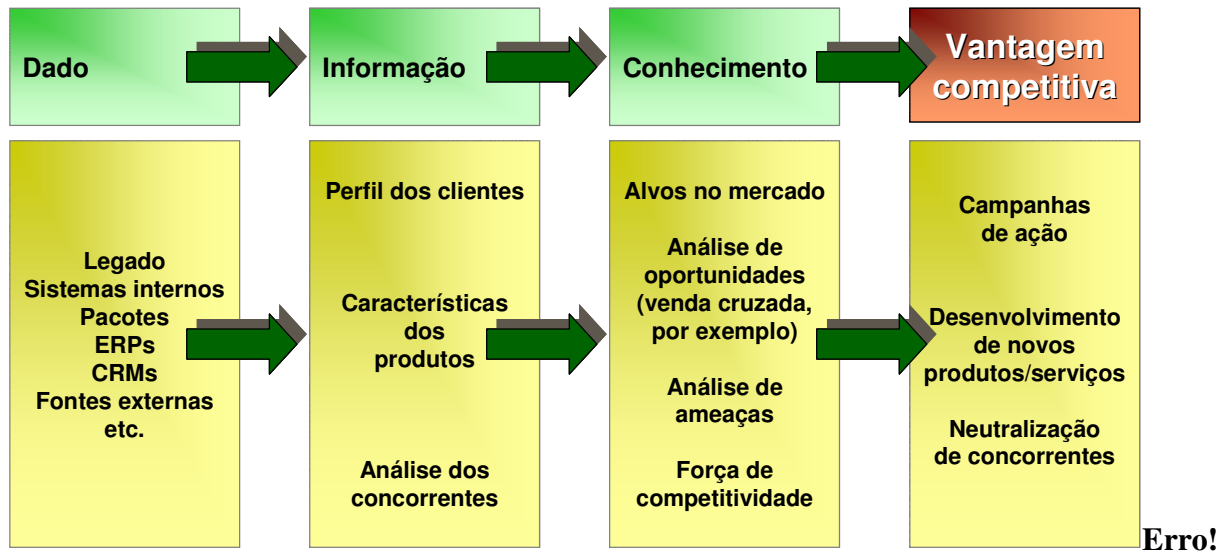 Dado
Informação
Conhecimento
Vantagem
competitiva
Legado
Sistemas internos
Pacotes
ERPs
CRMs
Fontes externas
etc.
Perfil dos clientes
Características
dos
produtos
Análise dos
concorrentes
Alvos no mercado
Análise de
oportunidades
(venda cruzada,
por exemplo)
Análise de
ameaças
Força de
competitividade
Campanhas
de ação
Desenvolvimento
de novos
produtos/serviços
Neutralização
de concorrentes
Erro!